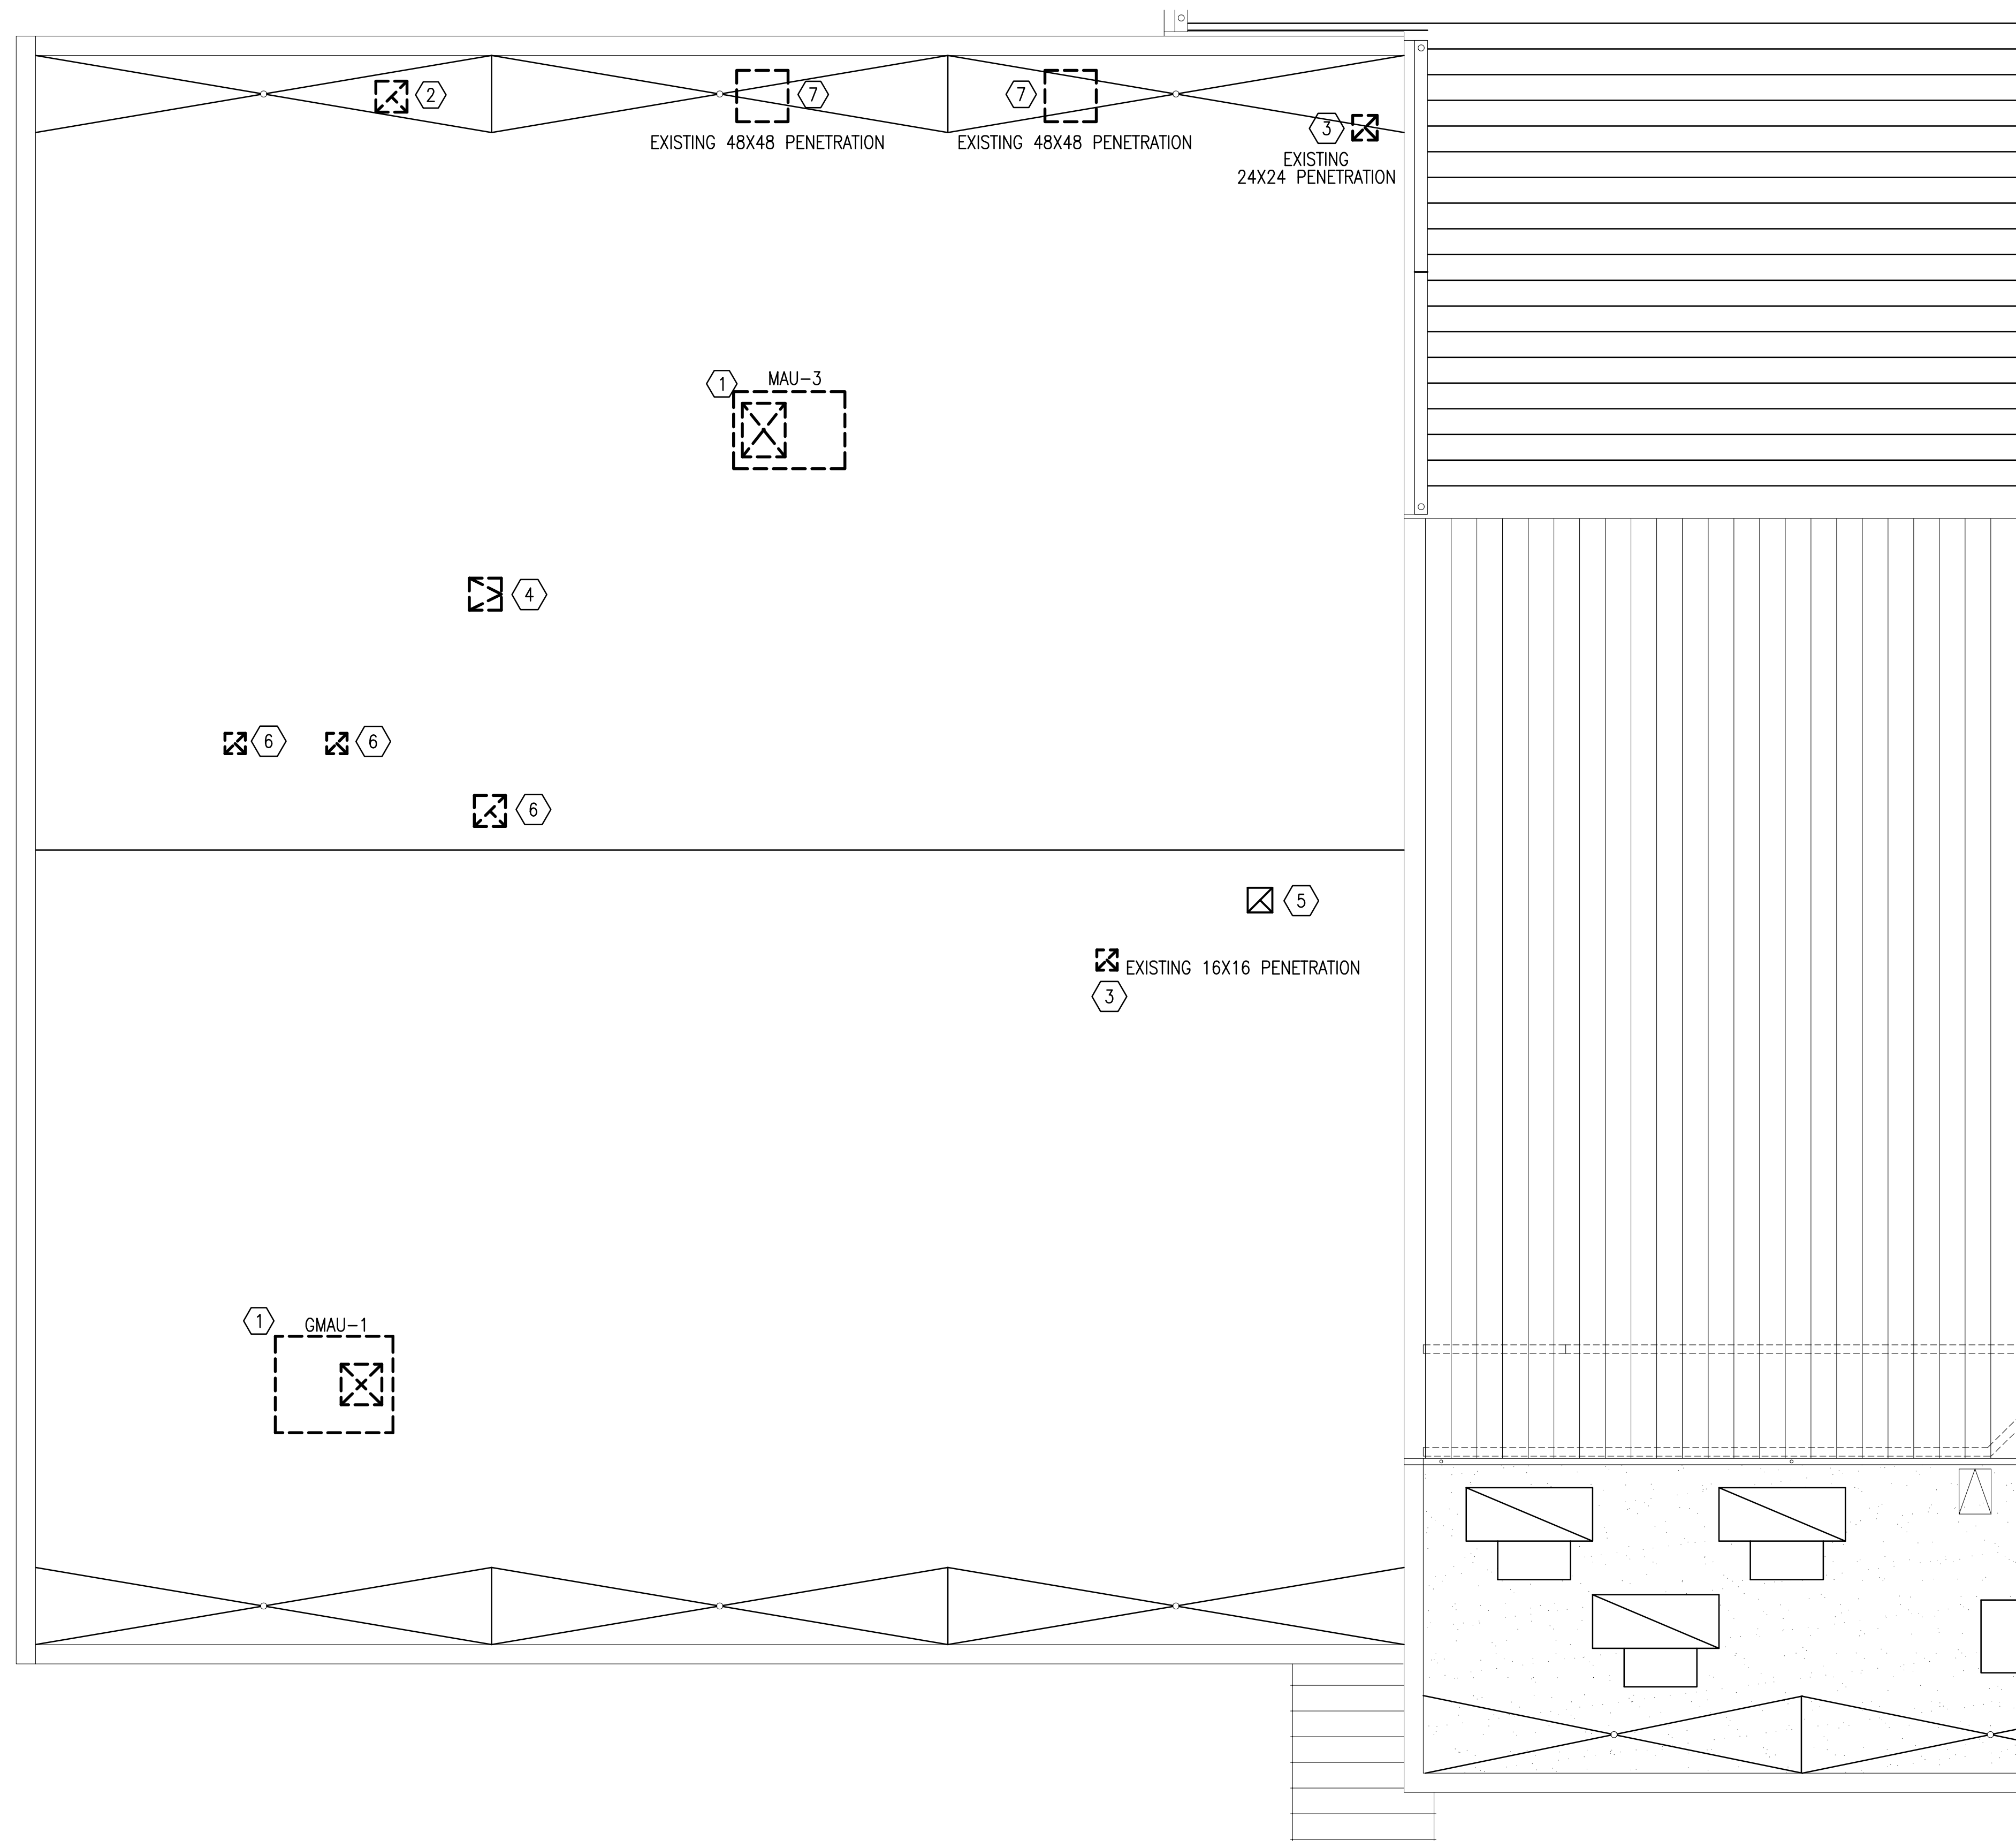 2
7
7
EXISTING 48X48 PENETRATION
EXISTING 48X48 PENETRATION
3
EXISTING
24X24 PENETRATION
1
MAU-3
4
6
6
6
5
EXISTING 16X16 PENETRATION
3
1
GMAU-1